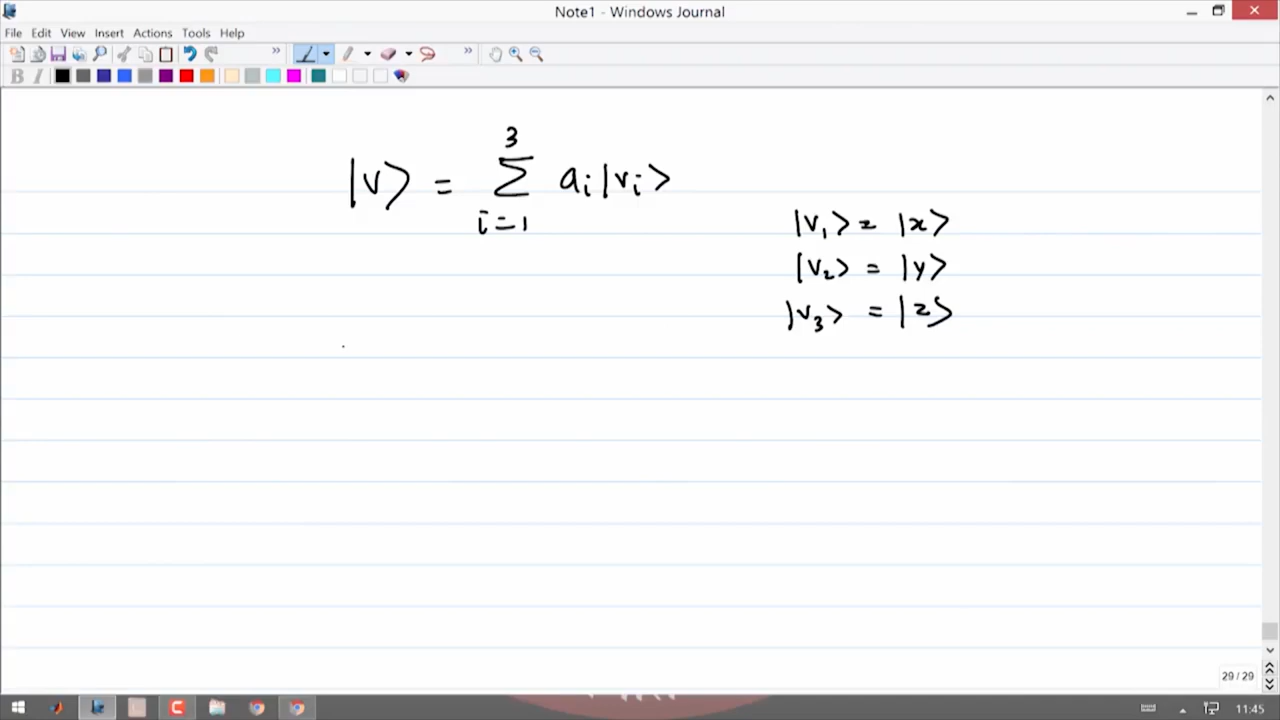 Note1 - Windows Journal
File Edit View Insert Actions Tools Help
B I
3
|v> = Σ ai|vi>
i=1
|v1> = |x>
|v2> = |y>
|v3> = |z>
29 / 29
11:45